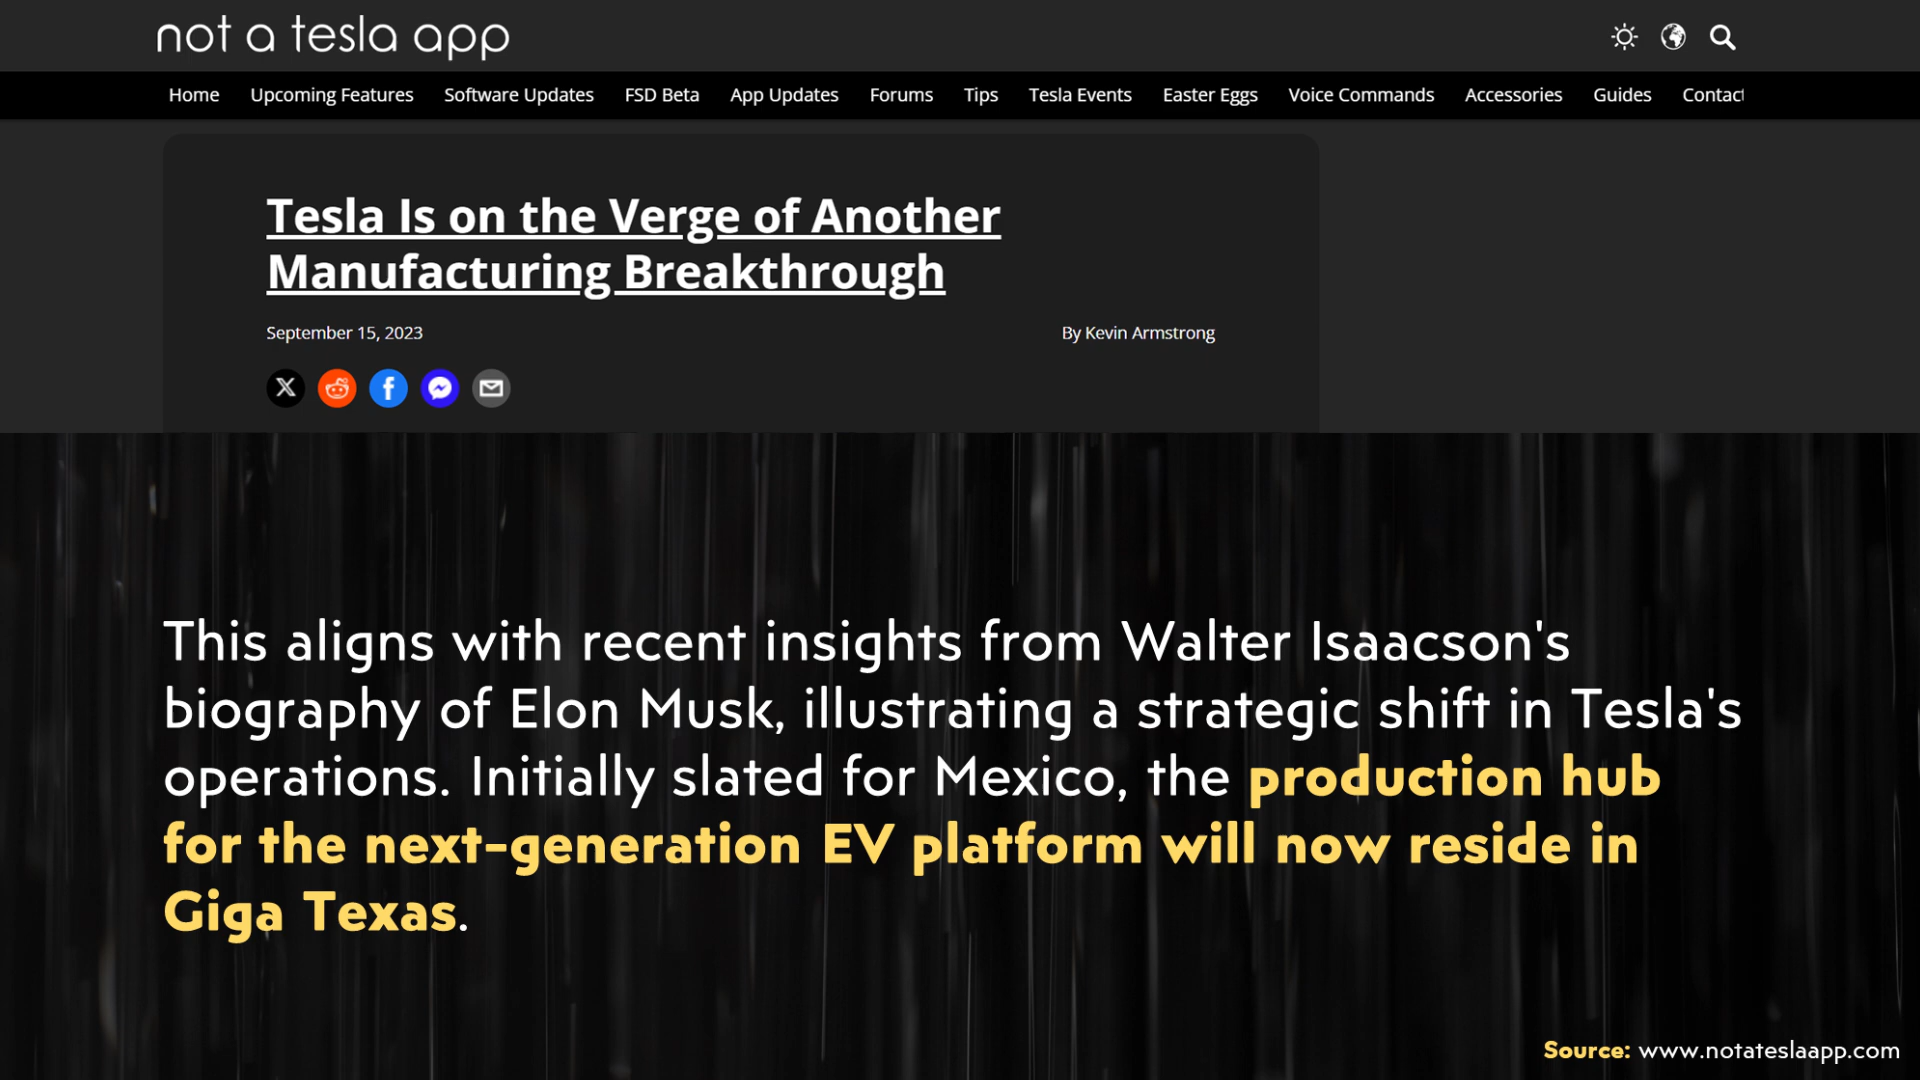 not a tesla app
Home Upcoming Features Software Updates FSD Beta App Updates Forums Tips Tesla Events Easter Eggs Voice Commands Accessories Guides Contact
Tesla Is on the Verge of Another
Manufacturing Breakthrough
September 15, 2023 By Kevin Armstrong
This aligns with recent insights from Walter Isaacson's
biography of Elon Musk, illustrating a strategic shift in Tesla's
operations. Initially slated for Mexico, the production hub
for the next-generation EV platform will now reside in
Giga Texas.
Source: www.notateslaapp.com